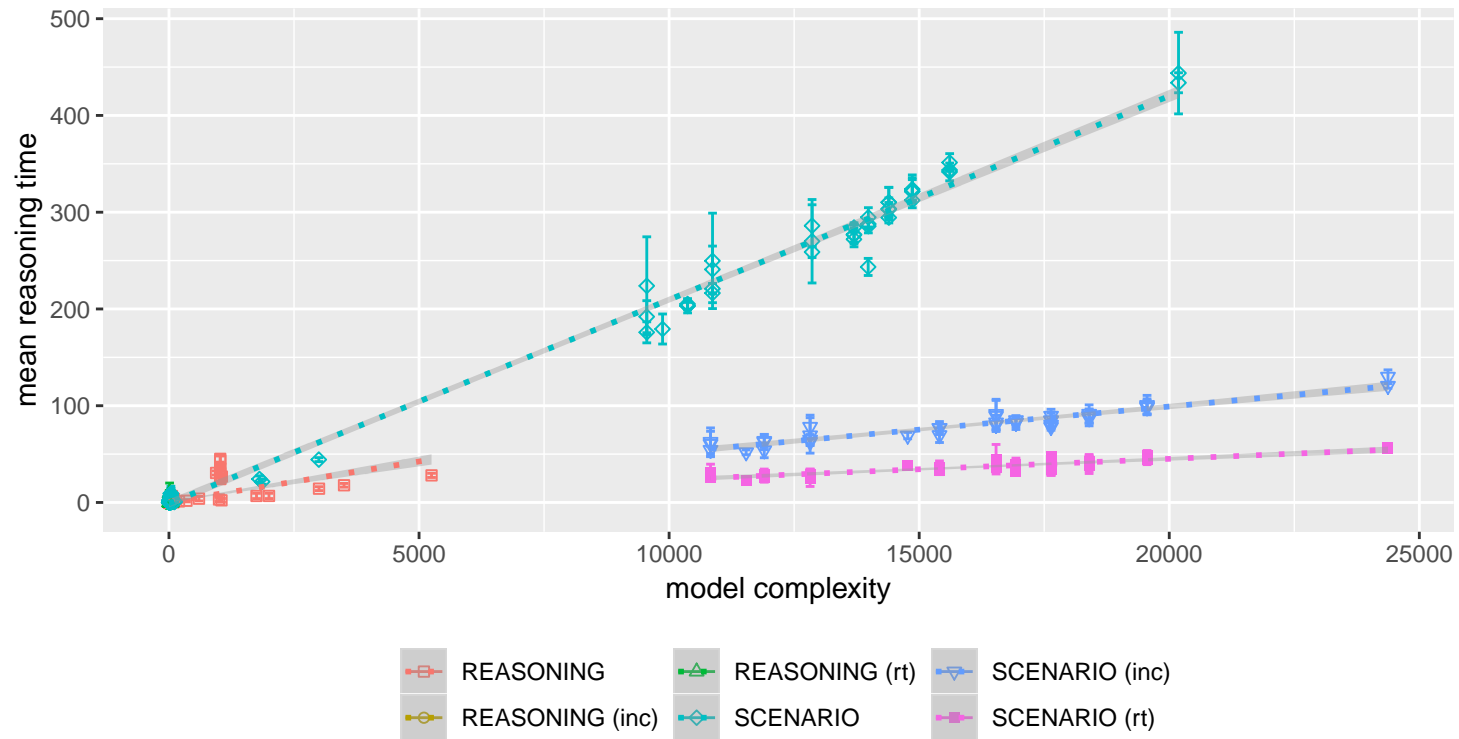 500
400
300
200
100
0
mean reasoning time
0 5000 10000 15000 20000 25000
model complexity
REASONING REASONING (rt) SCENARIO (inc)
REASONING (inc) SCENARIO SCENARIO (rt)